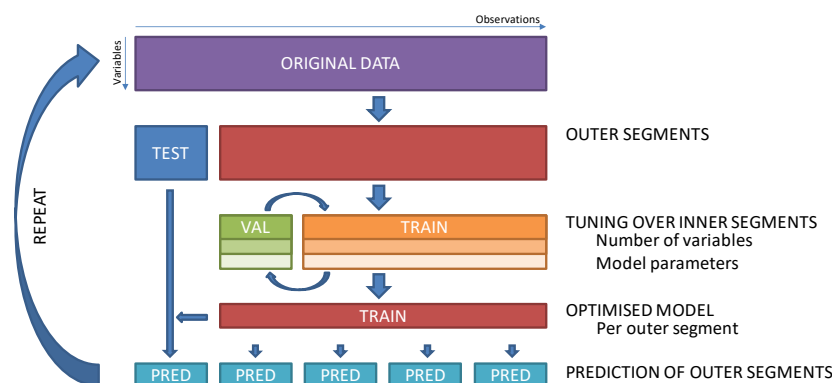 Observations
Variables
ORIGINAL DATA
TEST
OUTER SEGMENTS
REPEAT
VAL
TRAIN
TUNING OVER INNER SEGMENTS
Number of variables
Model parameters
TRAIN
OPTIMISED MODEL
Per outer segment
PRED PRED PRED PRED PRED
PREDICTION OF OUTER SEGMENTS